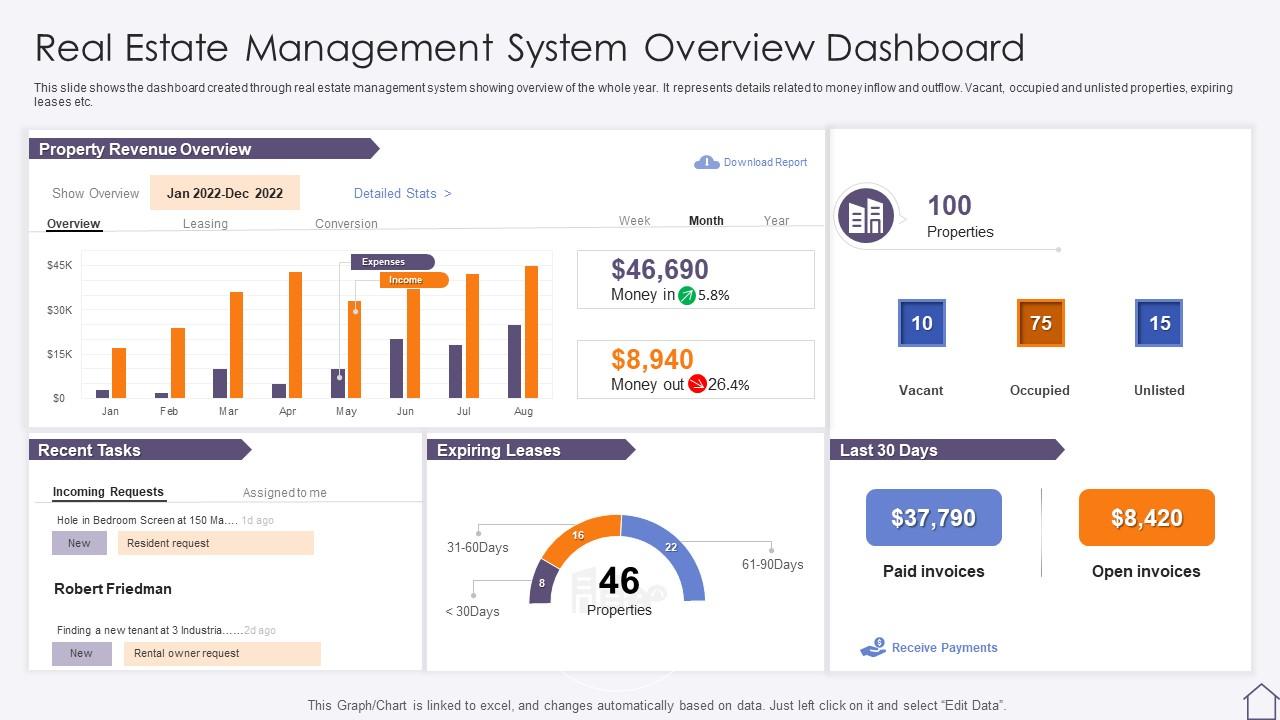 Real Estate Management System Overview Dashboard
This slide shows the dashboard created through real estate management system showing overview of the whole year. It represents details related to money inflow and outflow. Vacant, occupied and unlisted properties, expiring
leases etc.
Property Revenue Overview
Download Report
Show Overview
Jan 2022-Dec 2022
Detailed Stats >
Overview
Leasing
Conversion
Week
Month
Year
$45K
$30K
$15K
$0
Expenses
Income
Jan
Feb
Mar
Apr
May
Jun
Jul
Aug
$46,690
Money in 5.8%
$8,940
Money out 26.4%
100
Properties
10
75
15
Vacant
Occupied
Unlisted
Recent Tasks
Incoming Requests
Assigned to me
Hole in Bedroom Screen at 150 Ma.... 1d ago
New
Resident request
Robert Friedman
Finding a new tenant at 3 Industria......2d ago
New
Rental owner request
Expiring Leases
31-60Days
16
22
61-90Days
< 30Days
8
46
Properties
Last 30 Days
$37,790
$8,420
Paid invoices
Open invoices
Receive Payments
This Graph/Chart is linked to excel, and changes automatically based on data. Just left click on it and select “Edit Data”.